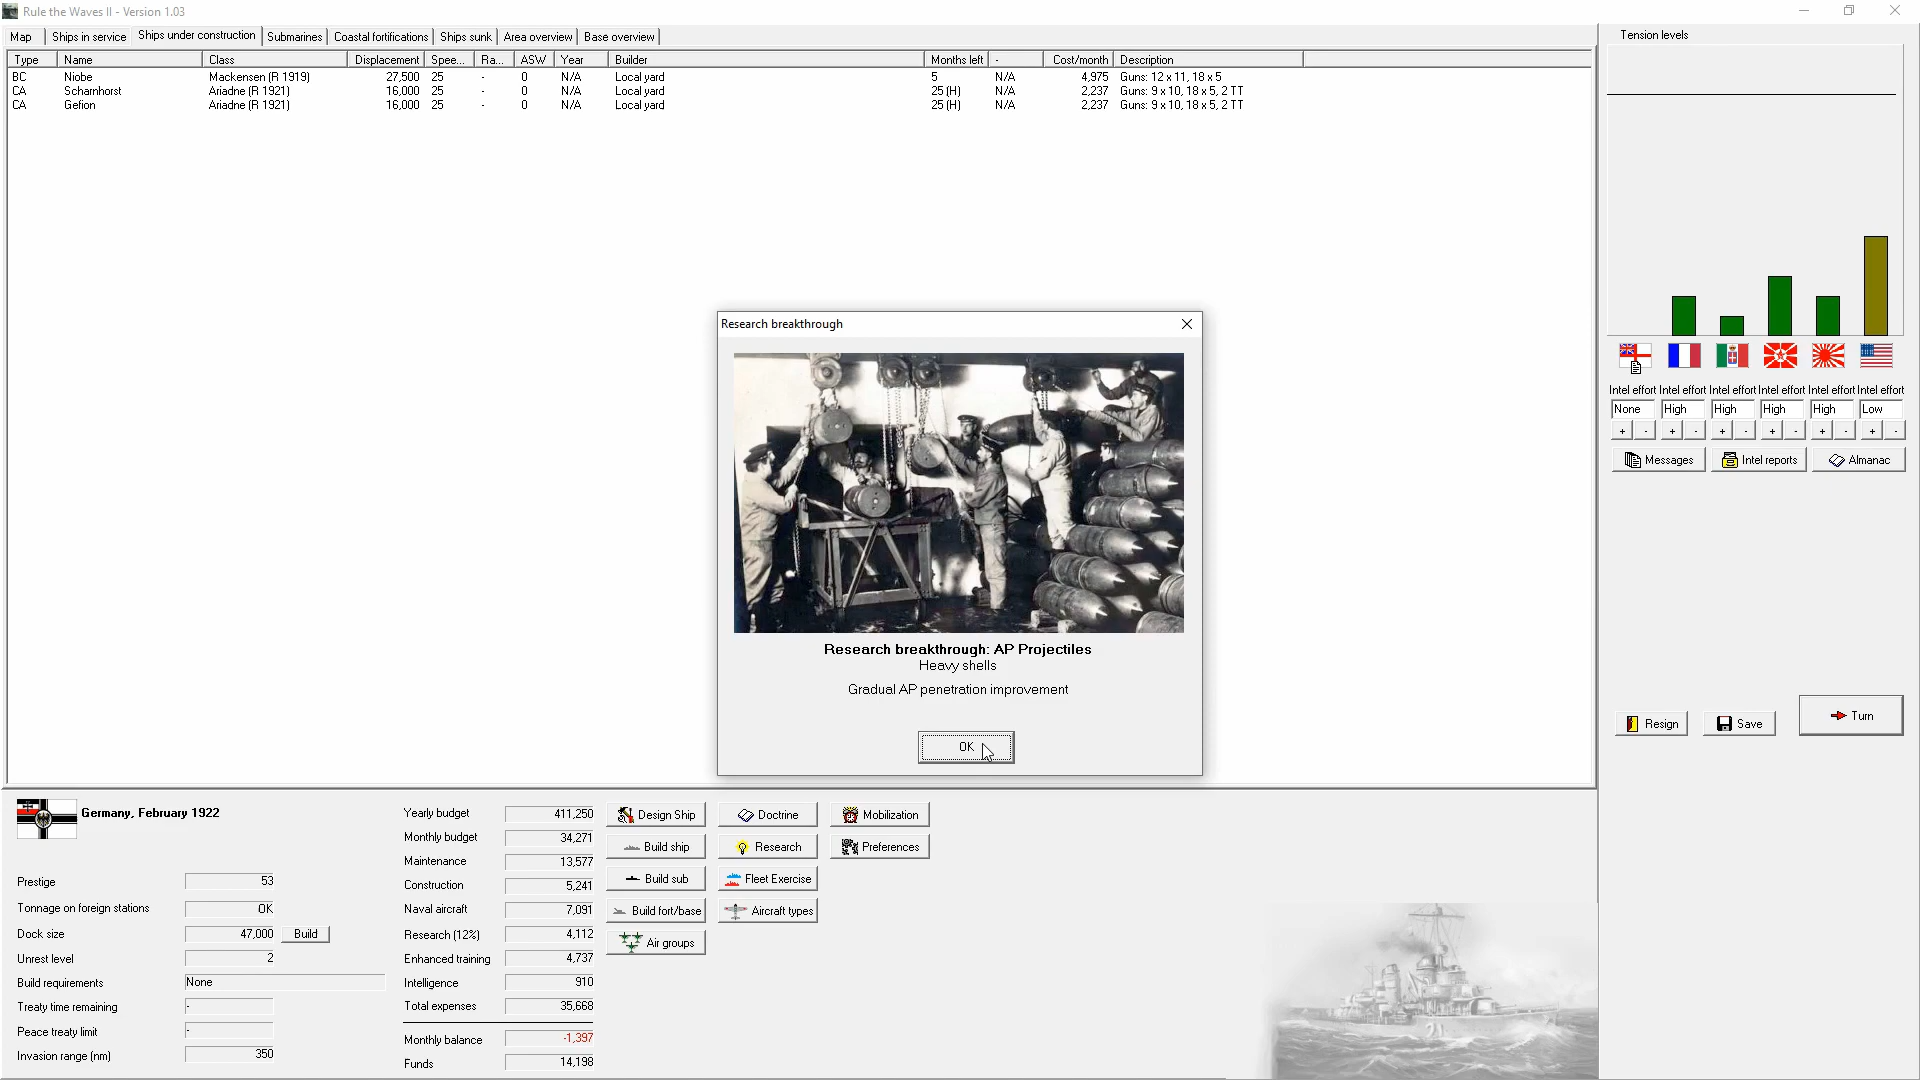 Rule the Waves II - Version 1.03
Map Ships in service Ships under construction Submarines Coastal fortifications Ships sunk Area overview Base overview
Type Name Class Displacement Spee... Ra... ASW Year Builder Months left - Cost/month Description
BC Niobe Mackensen (R 1919) 27,500 25 - 0 N/A Local yard 5 N/A 4,975 Guns: 12 x 11, 18 x 5
CA Scharnhorst Ariadne (R 1921) 16,000 25 - 0 N/A Local yard 25 (H) N/A 2,237 Guns: 9 x 10, 18 x 5, 2 TT
CA Gefion Ariadne (R 1921) 16,000 25 - 0 N/A Local yard 25 (H) N/A 2,237 Guns: 9 x 10, 18 x 5, 2 TT
Research breakthrough
Research breakthrough: AP Projectiles
Heavy shells
Gradual AP penetration improvement
OK
Tension levels
Intel effort Intel effort Intel effort Intel effort Intel effort Intel effort
None High High High High Low
+ - + - + - + - + - + -
Messages Intel reports Almanac
Resign Save Turn
Germany, February 1922
Prestige 53
Tonnage on foreign stations OK
Dock size 47,000 Build
Unrest level 2
Build requirements None
Treaty time remaining -
Peace treaty limit -
Invasion range (nm) 350
Yearly budget 411,250
Monthly budget 34,271
Maintenance 13,577
Construction 5,241
Naval aircraft 7,091
Research (12%) 4,112
Enhanced training 4,737
Intelligence 910
Total expenses 35,668
Monthly balance -1,397
Funds 14,198
Design Ship Doctrine Mobilization
Build ship Research Preferences
Build sub Fleet Exercise
Build fort/base Aircraft types
Air groups